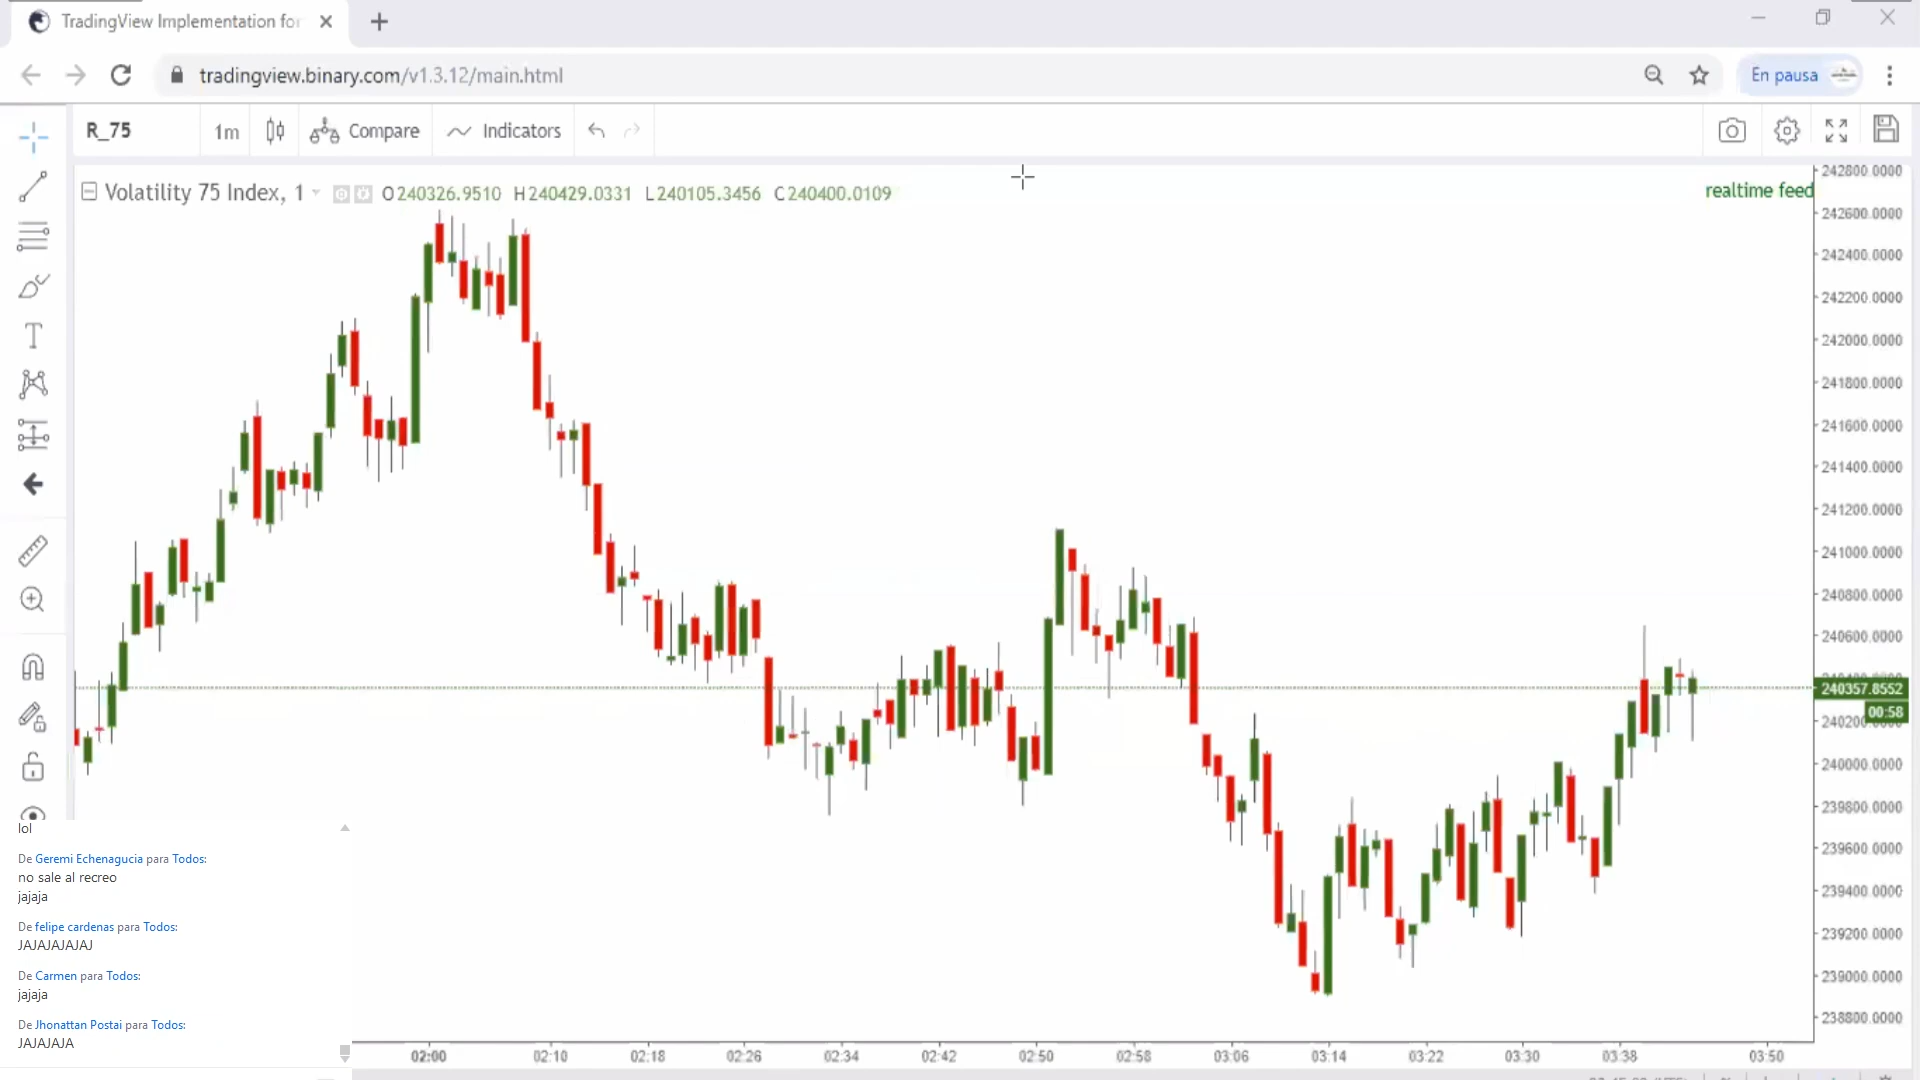 TradingView Implementation for
tradingview.binary.com/v1.3.12/main.html
En pausa
R_75
1m
Compare
Indicators
Volatility 75 Index, 1
O240326.9510 H240429.0331 L240105.3456 C240400.0109
realtime feed
242800.0000
242600.0000
242400.0000
242200.0000
242000.0000
241800.0000
241600.0000
241400.0000
241200.0000
241000.0000
240800.0000
240600.0000
240357.8552
00:58
240000.0000
239800.0000
239600.0000
239400.0000
239200.0000
239000.0000
238800.0000
lol
De Geremi Echenagucia para Todos:
no sale al recreo
jajaja
De felipe cardenas para Todos:
JAJAJAJAJAJ
De Carmen para Todos:
jajaja
De Jhonattan Postai para Todos:
JAJAJAJA
02:00 02:10 02:18 02:26 02:34 02:42 02:50 02:58 03:06 03:14 03:22 03:30 03:38 03:50